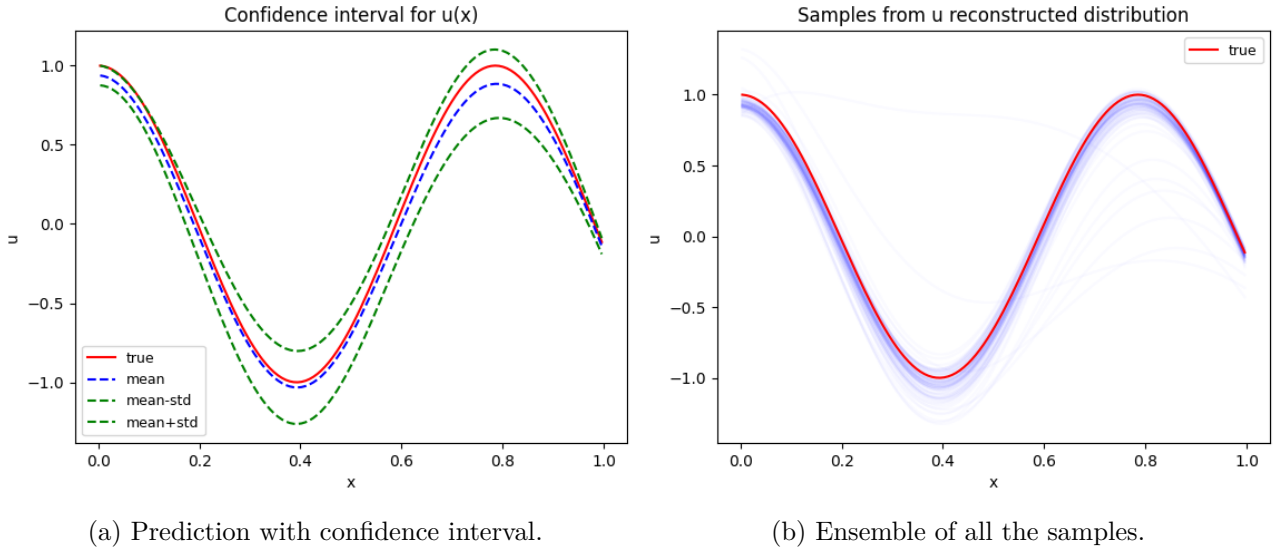 Confidence interval for u(x)
1.0
0.5
0.0
−0.5
−1.0
u
true
mean
mean-std
mean+std
0.0 0.2 0.4 0.6 0.8 1.0
x
(a) Prediction with confidence interval.
Samples from u reconstructed distribution
true
1.0
0.5
0.0
−0.5
−1.0
u
0.0 0.2 0.4 0.6 0.8 1.0
x
(b) Ensemble of all the samples.